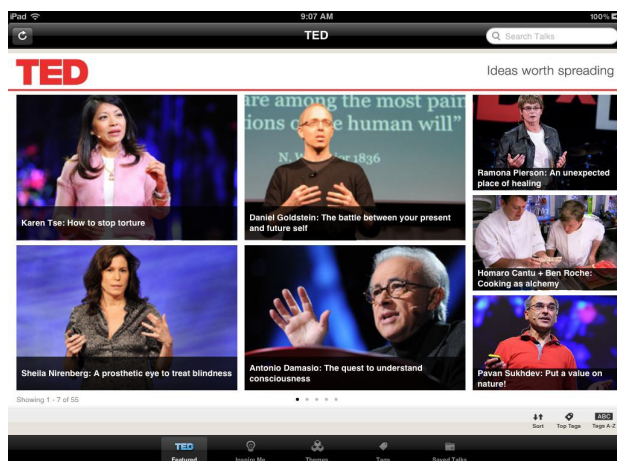 iPad 9:07 AM 100%
TED
Search Talks
TED
Ideas worth spreading
are among the most pain
tions of e human will”
N. W ior 1836
Karen Tse: How to stop torture
Daniel Goldstein: The battle between your present
and future self
Ramona Pierson: An unexpected
place of healing
Homaro Cantu + Ben Roche:
Cooking as alchemy
Sheila Nirenberg: A prosthetic eye to treat blindness
Antonio Damasio: The quest to understand
consciousness
Pavan Sukhdev: Put a value on
nature!
Showing 1 - 7 of 55
ABC
Sort Top Tags Tags A-Z
TED
Featured Inspire Me Themes Tags Saved Talks